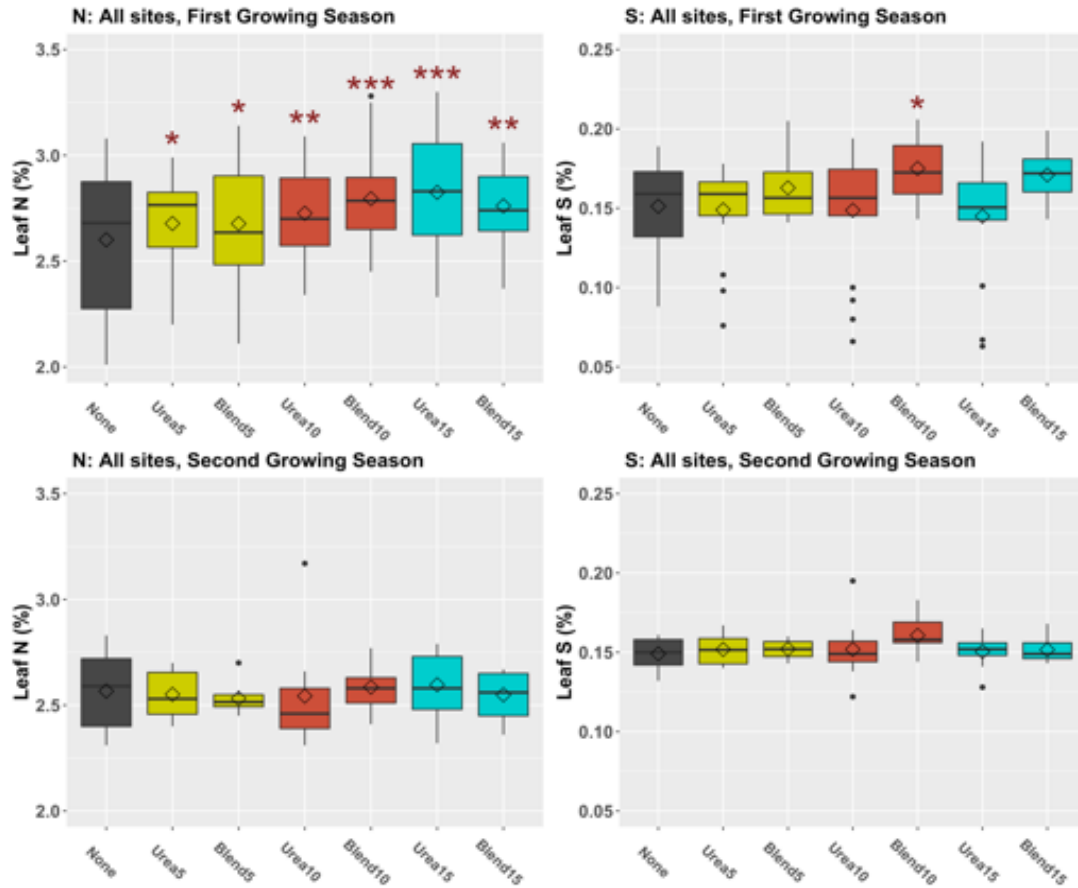 N: All sites, First Growing Season
Leaf N (%)
3.5
3.0
2.5
2.0
*
*
**
***
***
**
None
Urea5
Blend5
Urea10
Blend10
Urea15
Blend15
S: All sites, First Growing Season
Leaf S (%)
0.25
0.20
0.15
0.10
0.05
*
None
Urea5
Blend5
Urea10
Blend10
Urea15
Blend15
N: All sites, Second Growing Season
Leaf N (%)
3.5
3.0
2.5
2.0
None
Urea5
Blend5
Urea10
Blend10
Urea15
Blend15
S: All sites, Second Growing Season
Leaf S (%)
0.25
0.20
0.15
0.10
0.05
None
Urea5
Blend5
Urea10
Blend10
Urea15
Blend15